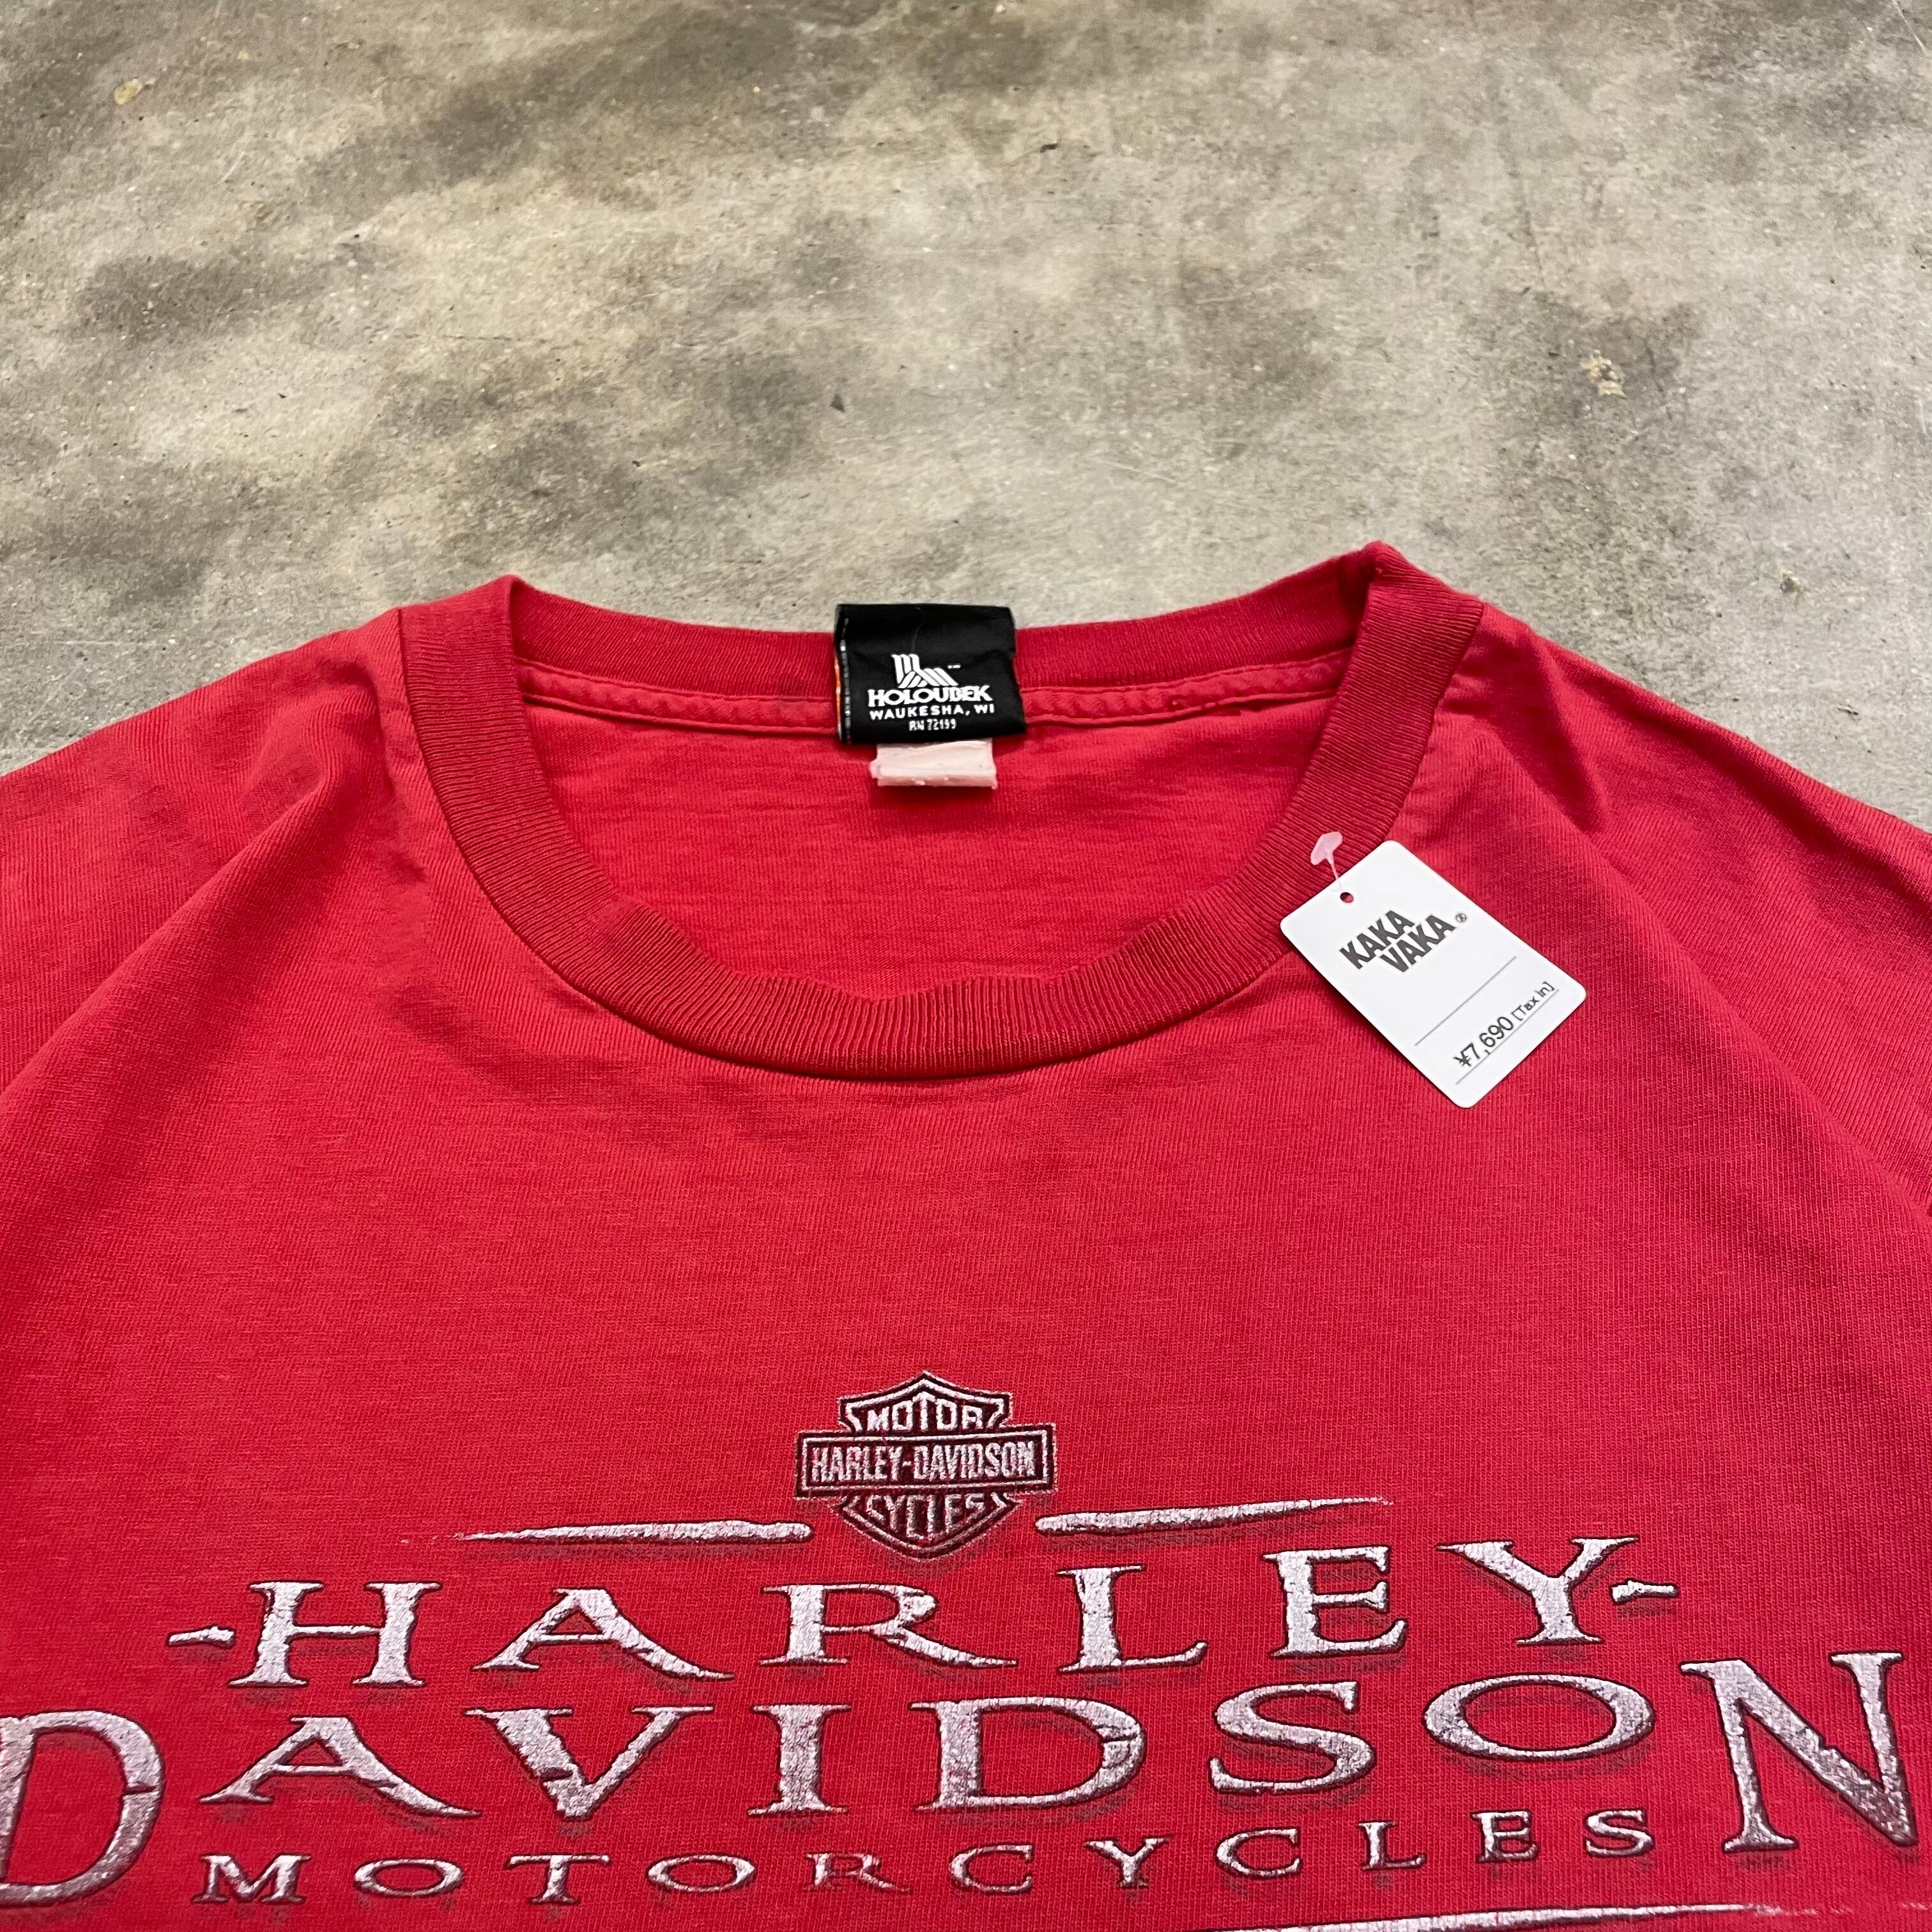 HOLOUBEK
WAUKESHA, WI
RN 72199
KAKA
VAKA ®
¥7,690 [Tax in]
MOTOR
HARLEY-DAVIDSON
CYCLES
-HARLEY-
DAVIDSON
MOTORCYCLES